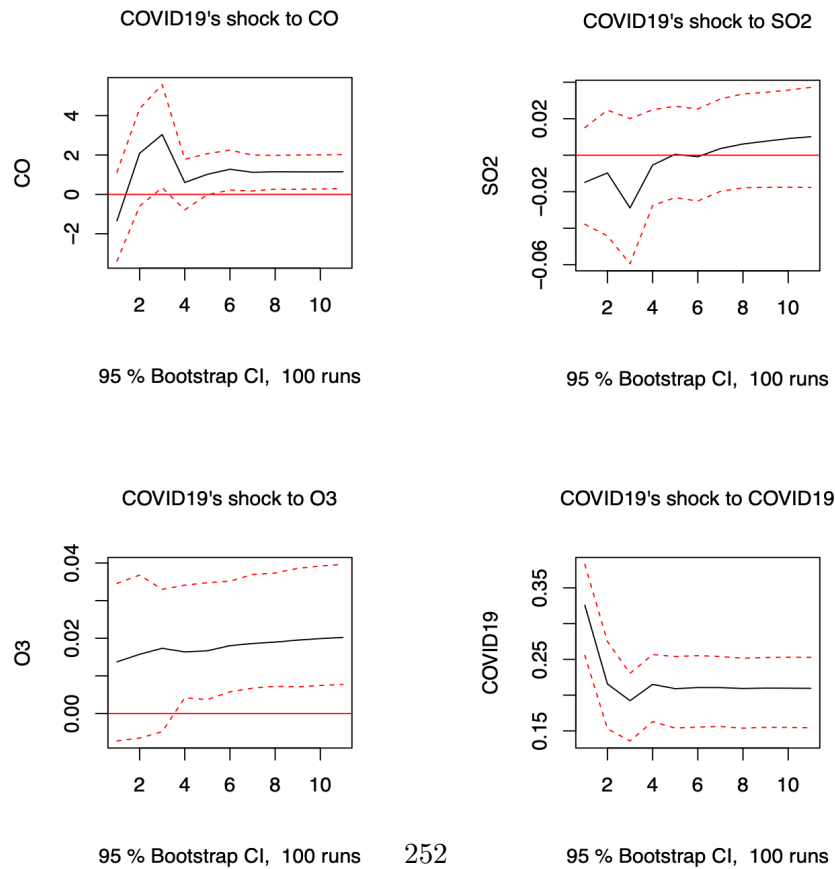 COVID19's shock to CO
CO
4
2
0
−2
2 4 6 8 10
95 % Bootstrap CI, 100 runs
COVID19's shock to SO2
SO2
0.02
−0.02
−0.06
2 4 6 8 10
95 % Bootstrap CI, 100 runs
COVID19's shock to O3
O3
0.04
0.02
0.00
2 4 6 8 10
95 % Bootstrap CI, 100 runs
COVID19's shock to COVID19
COVID19
0.35
0.25
0.15
2 4 6 8 10
95 % Bootstrap CI, 100 runs
252